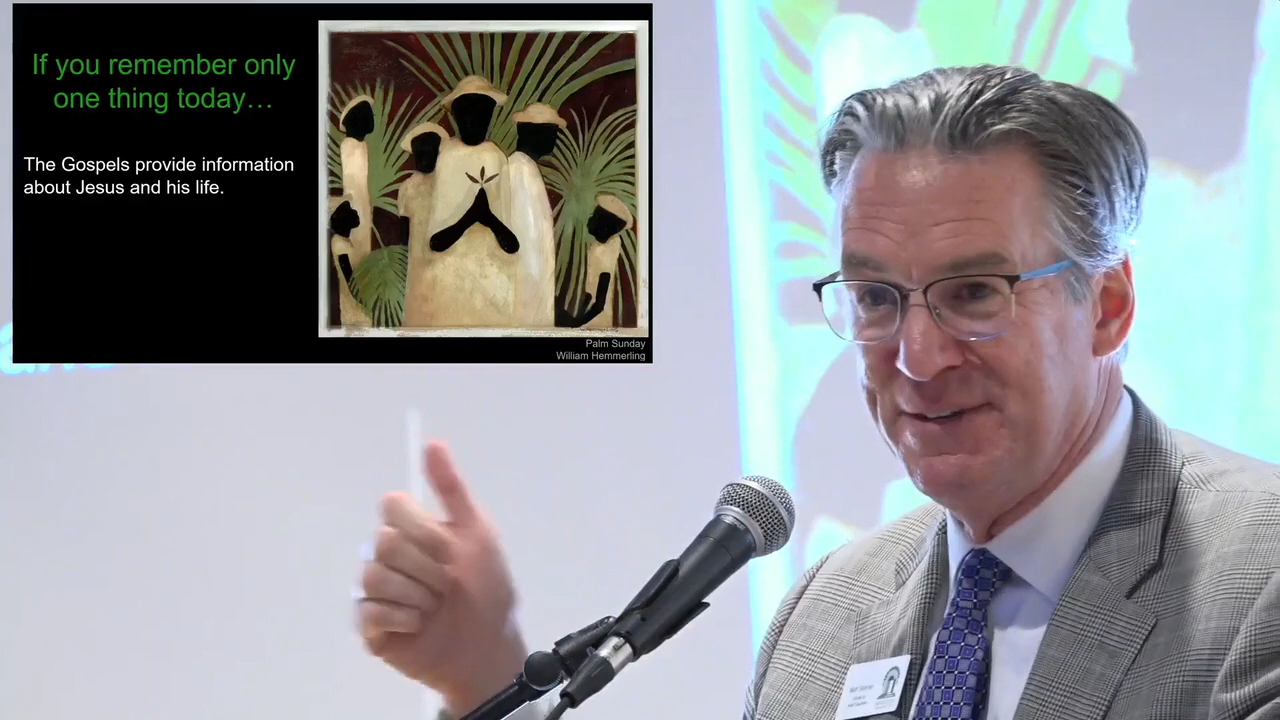 If you remember only
one thing today…
The Gospels provide information
about Jesus and his life.
Palm Sunday
William Hemmerling